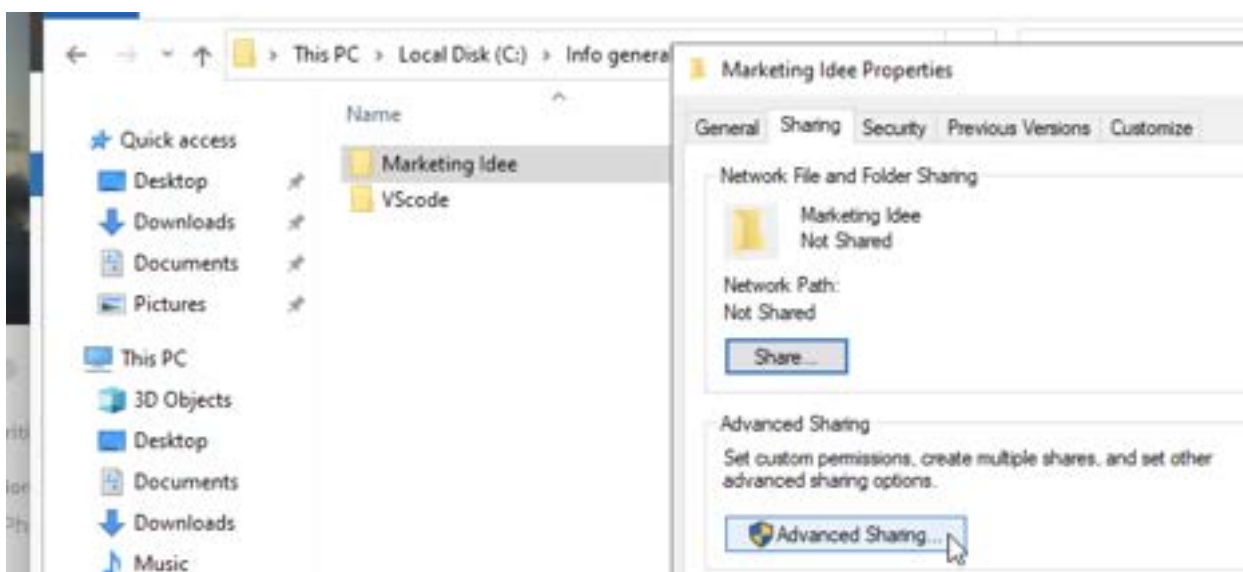 This PC > Local Disk (C:) > Info genera
Name
Quick access
Desktop
Downloads
Documents
Pictures
This PC
3D Objects
Desktop
Documents
Downloads
Music
Marketing Idee
VScode
Marketing Idee Properties
General Sharing Security Previous Versions Customize
Network File and Folder Sharing
Marketing Idee
Not Shared
Network Path:
Not Shared
Share...
Advanced Sharing
Set custom permissions, create multiple shares, and set other
advanced sharing options.
Advanced Sharing...